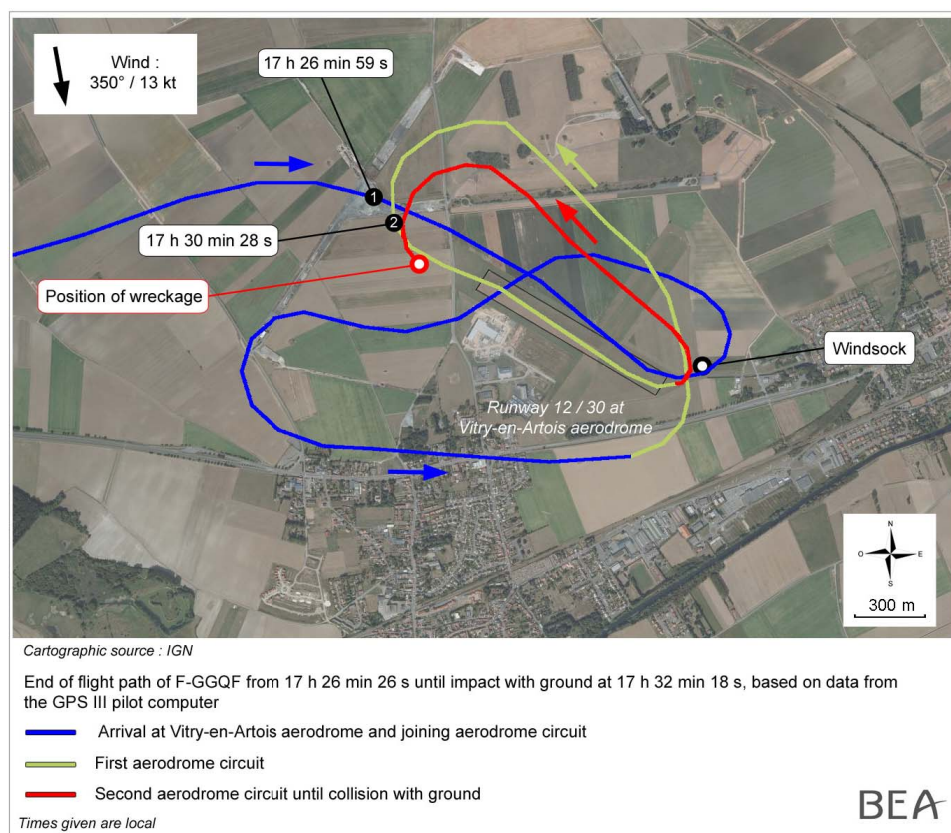 Wind :
350° / 13 kt
17 h 26 min 59 s
1
2
17 h 30 min 28 s
Position of wreckage
Windsock
Runway 12 / 30 at
Vitry-en-Artois aerodrome
N
O
E
S
300 m
Cartographic source : IGN
End of flight path of F-GGQF from 17 h 26 min 26 s until impact with ground at 17 h 32 min 18 s, based on data from
the GPS III pilot computer
Arrival at Vitry-en-Artois aerodrome and joining aerodrome circuit
First aerodrome circuit
Second aerodrome circuit until collision with ground
Times given are local
BEA